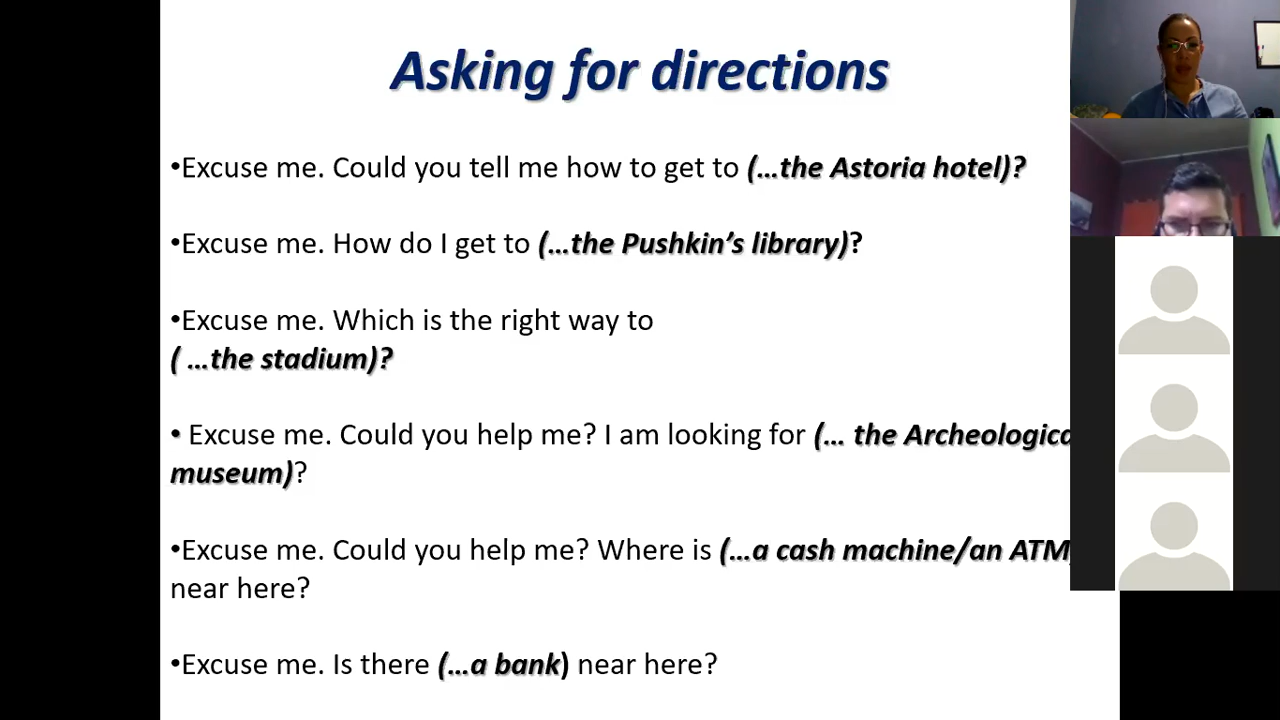 Asking for directions
•Excuse me. Could you tell me how to get to (…the Astoria hotel)?
•Excuse me. How do I get to (…the Pushkin’s library)?
•Excuse me. Which is the right way to
( …the stadium)?
• Excuse me. Could you help me? I am looking for (… the
museum)?
•Excuse me. Could you help me? Where is (…a cash machine/an ATM
near here?
•Excuse me. Is there (…a bank) near here?